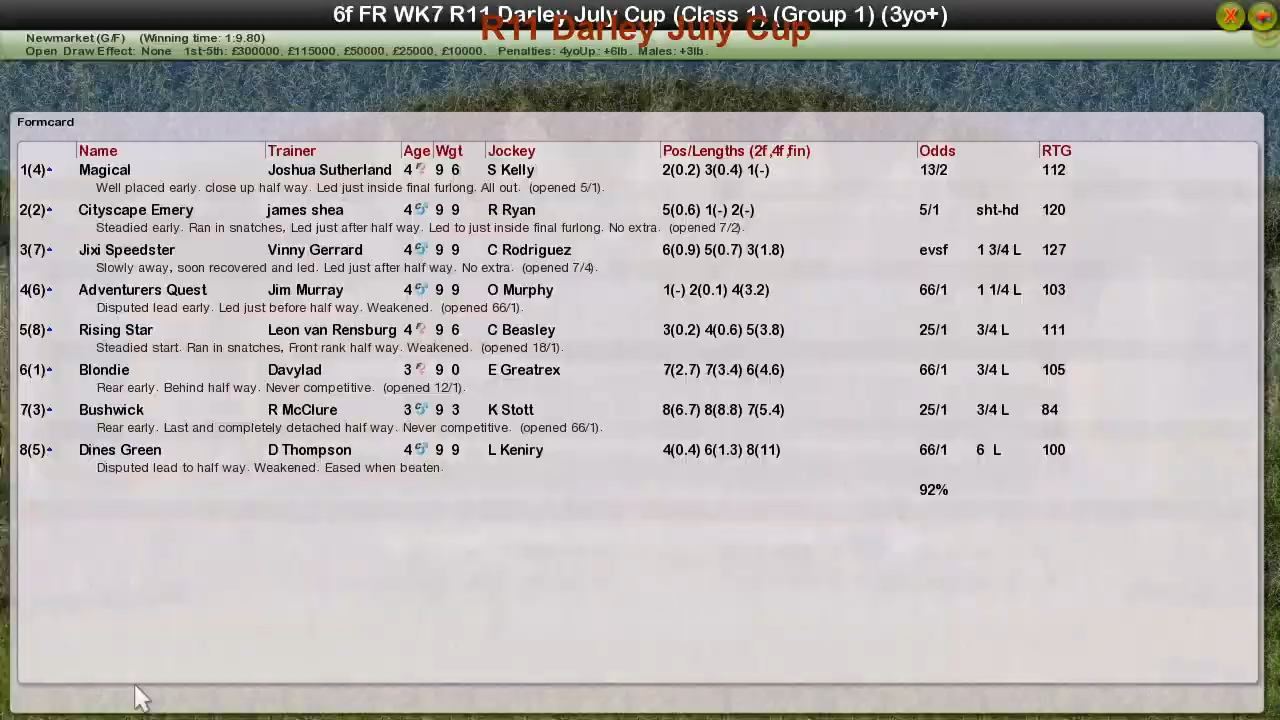 6f FR WK7 R11 Darley July Cup (Class 1) (Group 1) (3yo+)
R11 Darley July Cup
Newmarket (G/F) (Winning time: 1:9.80)
Open Draw Effect: None 1st-5th: £300000, £115000, £50000, £25000, £10000. Penalties: 4yoUp: +6lb. Males: +3lb.
Formcard
Name Trainer Age Wgt Jockey Pos/Lengths (2f,4f,fin) Odds RTG
1(4) Magical Joshua Sutherland 4 9 6 S Kelly 2(0.2) 3(0.4) 1(-) 13/2 112
Well placed early. close up half way. Led just inside final furlong. All out. (opened 5/1).
2(2) Cityscape Emery james shea 4 9 9 R Ryan 5(0.6) 1(-) 2(-) 5/1 sht-hd 120
Steadied early. Ran in snatches, Led just after half way. Led to just inside final furlong. No extra. (opened 7/2).
3(7) Jixi Speedster Vinny Gerrard 4 9 9 C Rodriguez 6(0.9) 5(0.7) 3(1.8) evsf 1 3/4 L 127
Slowly away, soon recovered and led. Led just after half way. No extra. (opened 7/4).
4(6) Adventurers Quest Jim Murray 4 9 9 O Murphy 1(-) 2(0.1) 4(3.2) 66/1 1 1/4 L 103
Disputed lead early. Led just before half way. Weakened. (opened 66/1).
5(8) Rising Star Leon van Rensburg 4 9 6 C Beasley 3(0.2) 4(0.6) 5(3.8) 25/1 3/4 L 111
Steadied start. Ran in snatches, Front rank half way. Weakened. (opened 18/1).
6(1) Blondie Davylad 3 9 0 E Greatrex 7(2.7) 7(3.4) 6(4.6) 66/1 3/4 L 105
Rear early. Behind half way. Never competitive. (opened 12/1).
7(3) Bushwick R McClure 3 9 3 K Stott 8(6.7) 8(8.8) 7(5.4) 25/1 3/4 L 84
Rear early. Last and completely detached half way. Never competitive. (opened 66/1).
8(5) Dines Green D Thompson 4 9 9 L Keniry 4(0.4) 6(1.3) 8(11) 66/1 6 L 100
Disputed lead to half way. Weakened. Eased when beaten.
92%